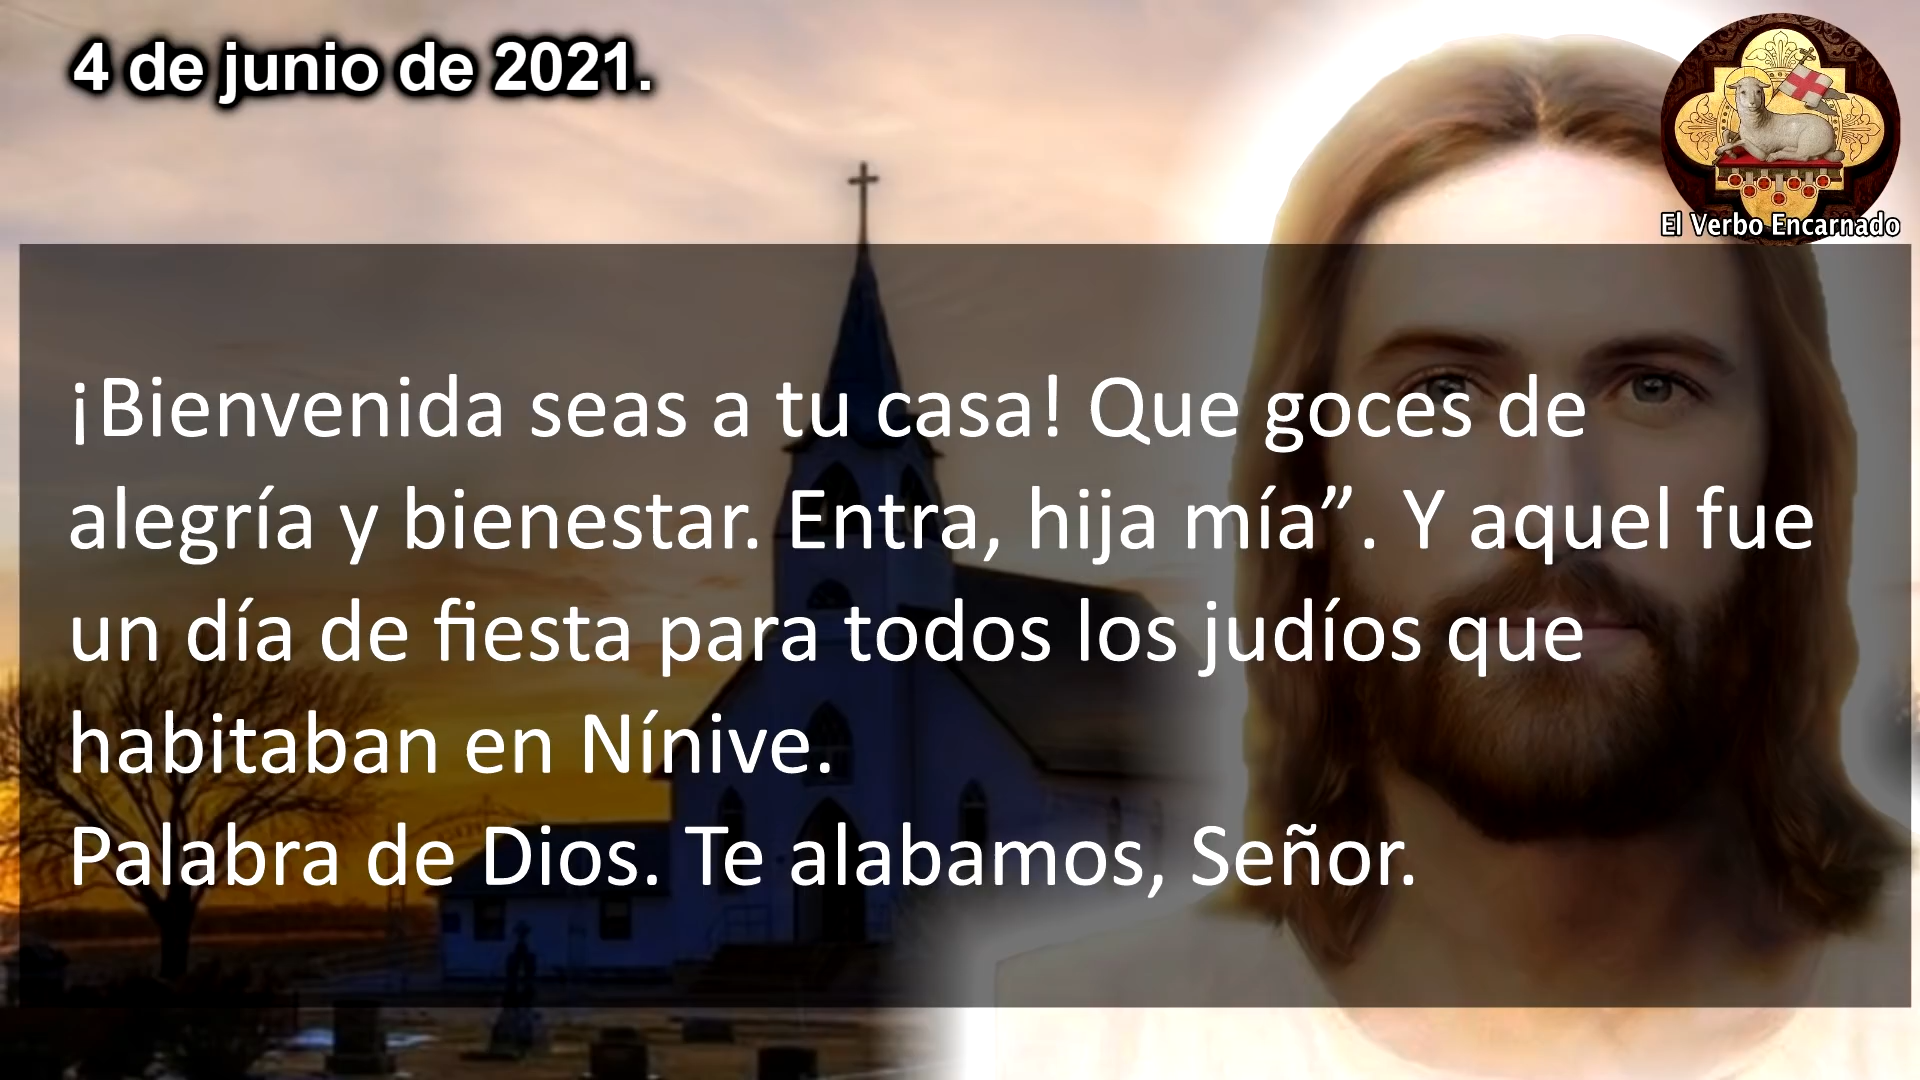 4 de junio de 2021.
El Verbo Encarnado
¡Bienvenida seas a tu casa! Que goces de
alegría y bienestar. Entra, hija mía”. Y aquel fue
un día de fiesta para todos los judíos que
habitaban en Nínive.
Palabra de Dios. Te alabamos, Señor.